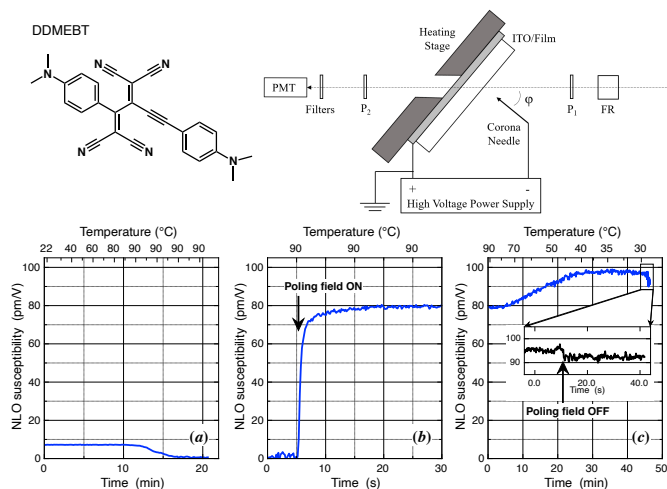 DDMEBT
N
N
N
N
N
N
Heating
Stage
ITO/Film
PMT
Filters
P2
φ
P1
FR
Corona
Needle
+ -
High Voltage Power Supply
Temperature (°C)
22 40 60 80 90 90 90 90
NLO susceptibility (pm/V)
100
80
60
40
20
0
(a)
0 10 20
Time (min)
Temperature (°C)
90 90 90
NLO susceptibility (pm/V)
100
80
60
40
20
0
Poling field ON
(b)
0 10 20 30
Time (s)
Temperature (°C)
90 70 50 40 35 30
NLO susceptibility (pm/V)
100
80
60
40
20
0
100
90
0.0 20.0 40.0
Time (s)
Poling field OFF
(c)
0 10 20 30 40 50
Time (min)